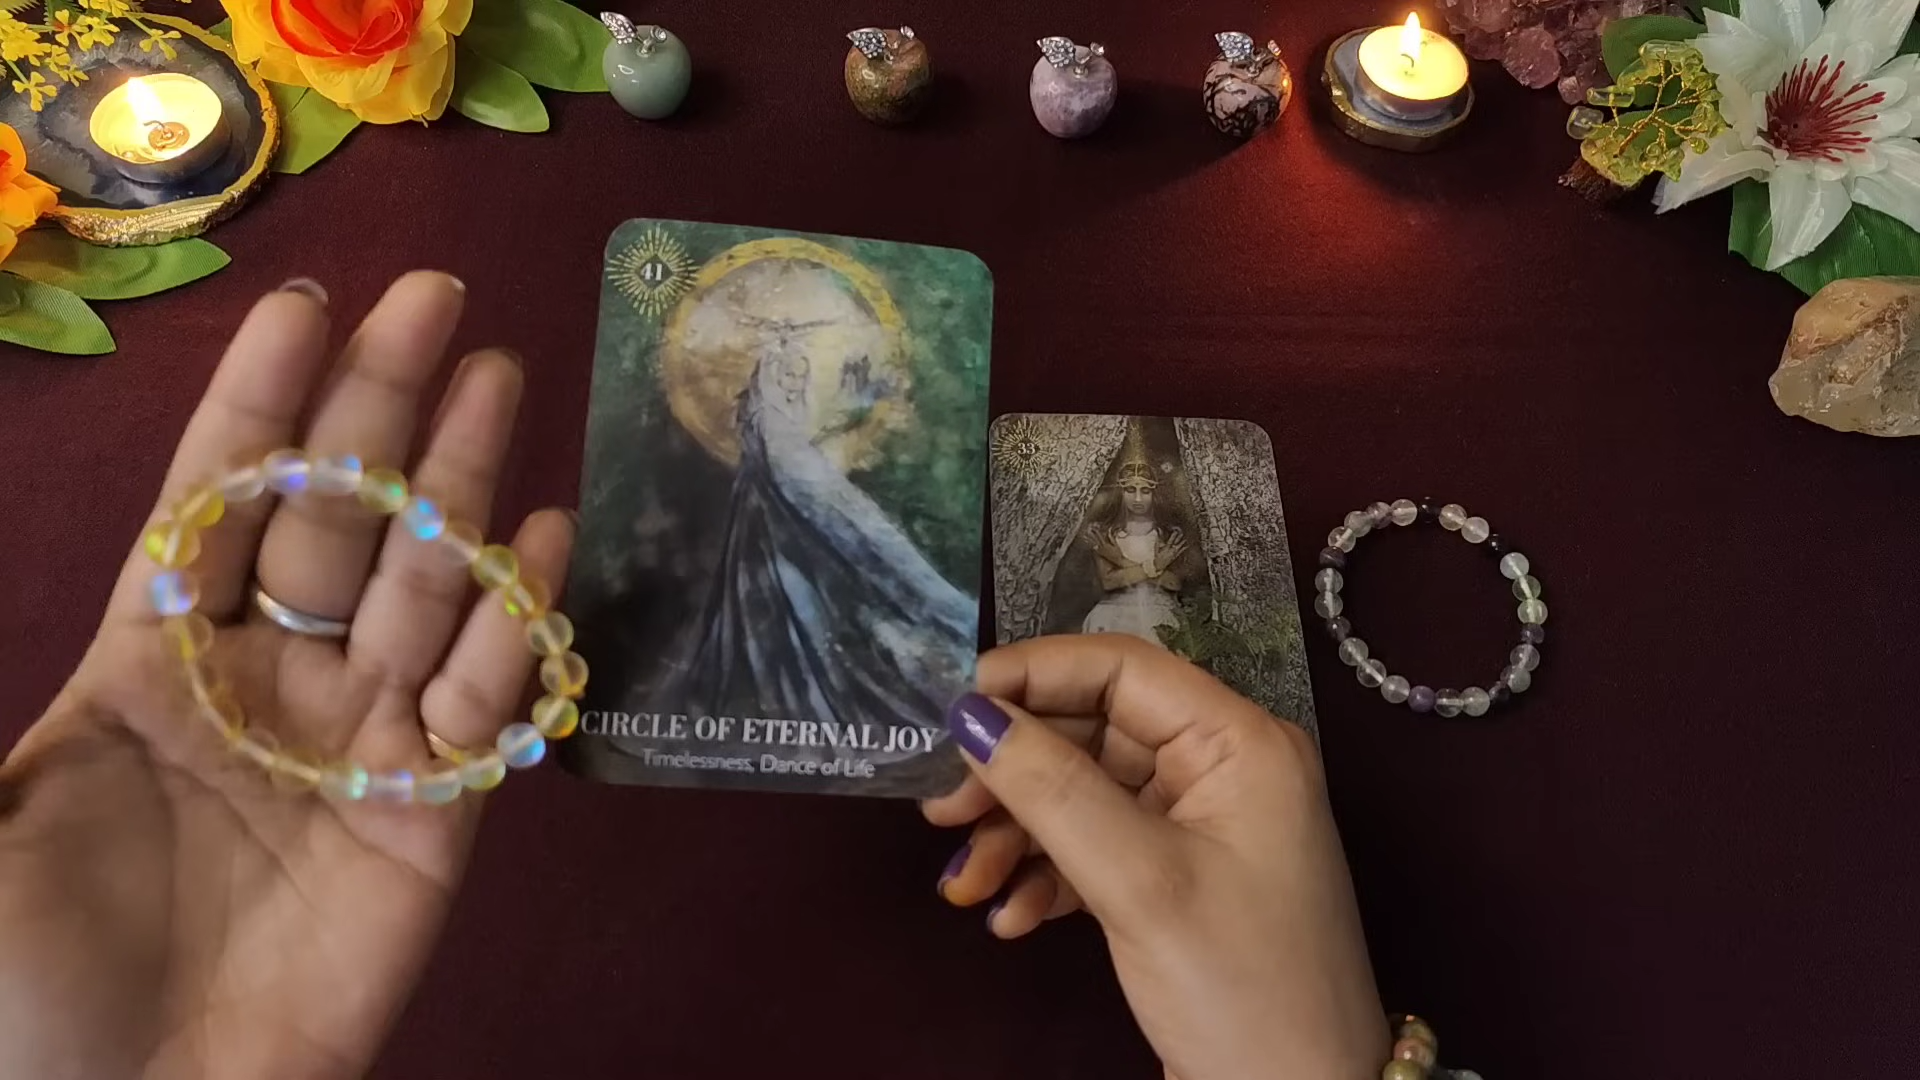 41
CIRCLE OF ETERNAL JOY
Timelessness, Dance of Life
33